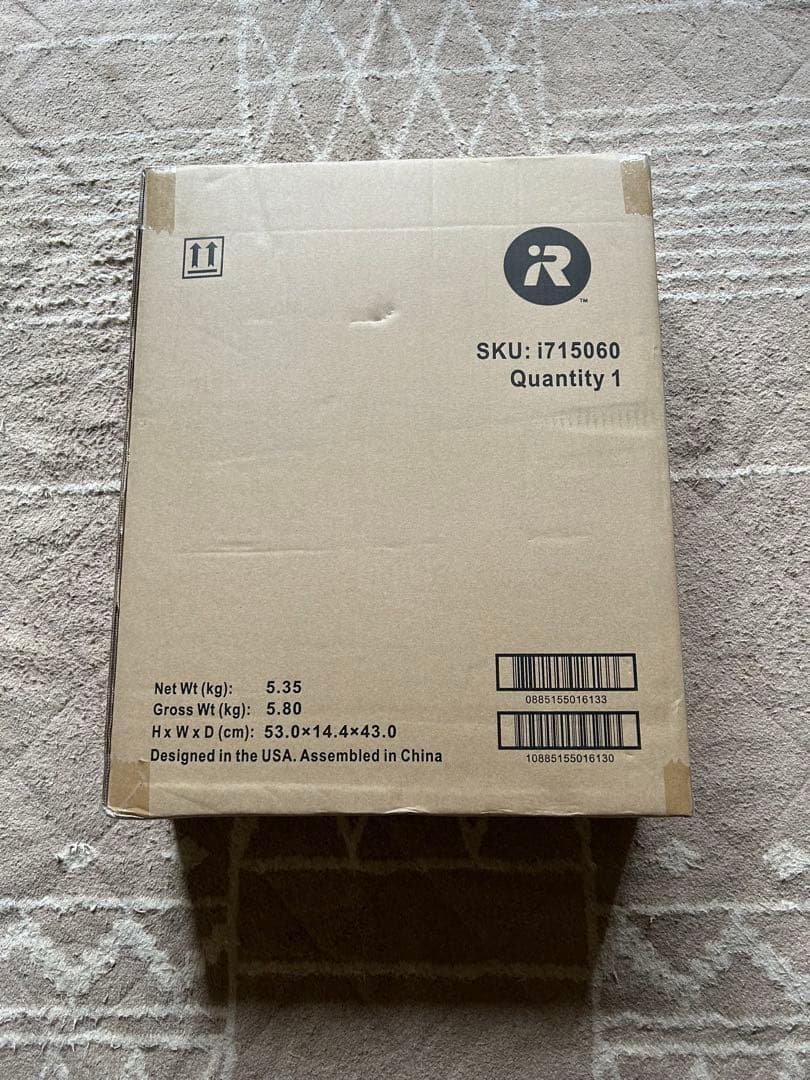 iR
TM
SKU: i715060
Quantity 1
Net Wt (kg): 5.35
Gross Wt (kg): 5.80
H x W x D (cm): 53.0×14.4×43.0
Designed in the USA. Assembled in China
0885155016133
10885155016130